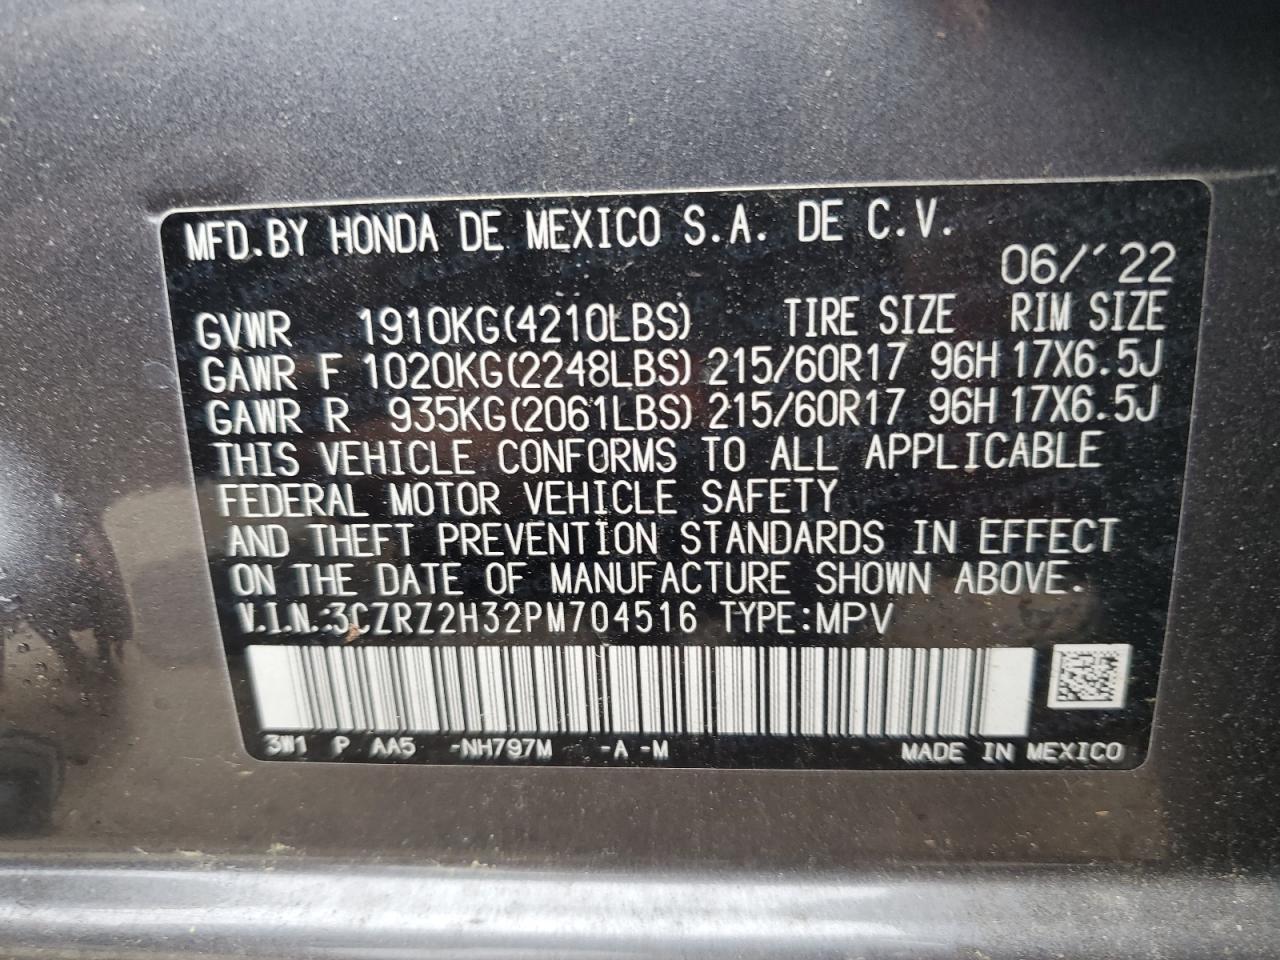 MFD.BY HONDA DE MEXICO S.A. DE C.V.
06/'22
GVWR 1910KG(4210LBS) TIRE SIZE RIM SIZE
GAWR F 1020KG(2248LBS) 215/60R17 96H 17X6.5J
GAWR R 935KG(2061LBS) 215/60R17 96H 17X6.5J
THIS VEHICLE CONFORMS TO ALL APPLICABLE
FEDERAL MOTOR VEHICLE SAFETY
AND THEFT PREVENTION STANDARDS IN EFFECT
ON THE DATE OF MANUFACTURE SHOWN ABOVE.
V.I.N.:3CZRZ2H32PM704516 TYPE:MPV
3W1 P AA5 -NH797M -A -M MADE IN MEXICO